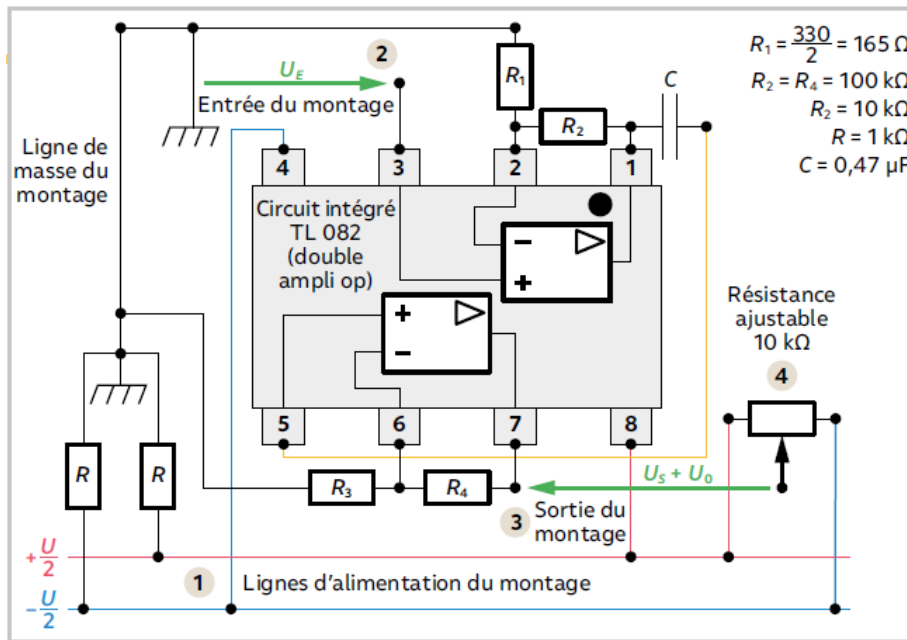 R₁ = 330/2 = 165 Ω
R₂ = R₄ = 100 kΩ
R₂ = 10 kΩ
R = 1 kΩ
C = 0,47 µF
2
U_E
Entrée du montage
R₁
C
R₂
Ligne de
masse du
montage
4
3
2
1
Circuit intégré
TL 082
(double
ampli op)
−
+
+
−
Résistance
ajustable
10 kΩ
4
5
6
7
8
R
R
R₃
R₄
U_S + U₀
3
Sortie du
montage
+ U/2
1
Lignes d'alimentation du montage
− U/2